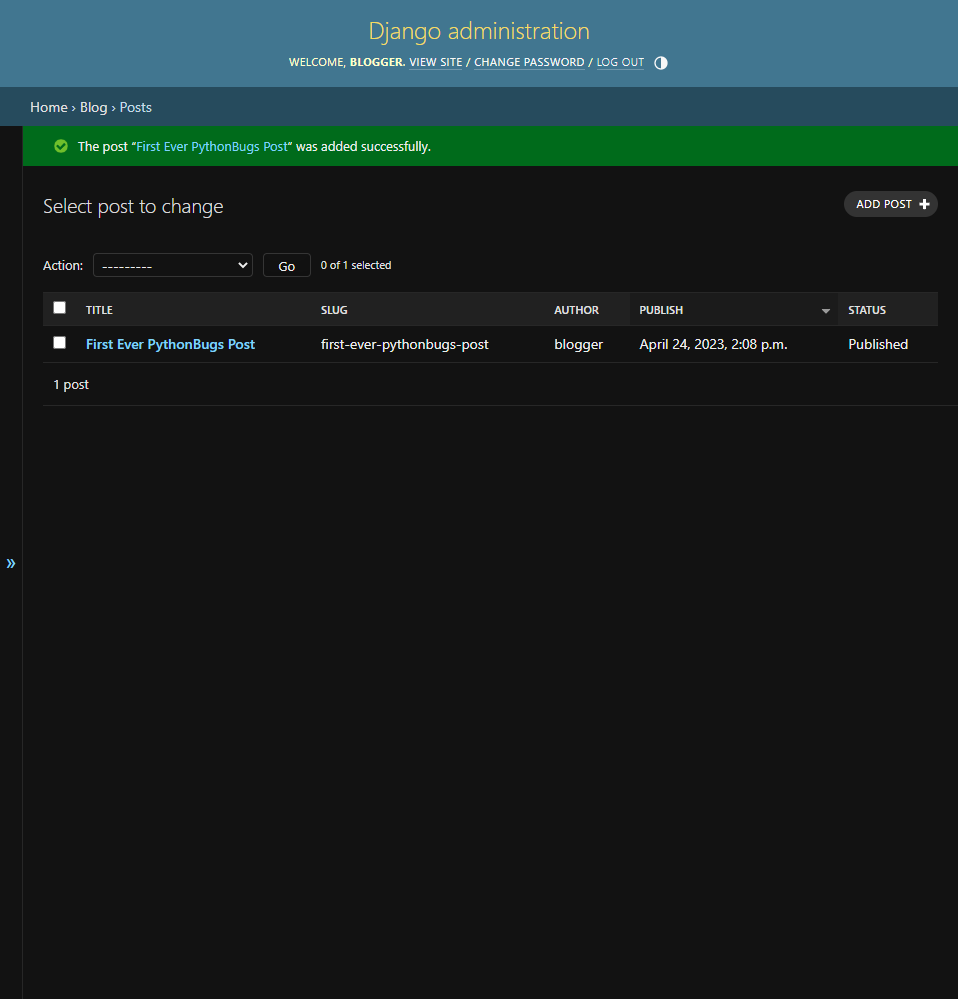 Django administration
WELCOME, BLOGGER. VIEW SITE / CHANGE PASSWORD / LOG OUT
Home › Blog › Posts
The post “First Ever PythonBugs Post” was added successfully.
Select post to change
ADD POST +
Action: --------- Go 0 of 1 selected
TITLE SLUG AUTHOR PUBLISH STATUS
First Ever PythonBugs Post first-ever-pythonbugs-post blogger April 24, 2023, 2:08 p.m. Published
1 post
»